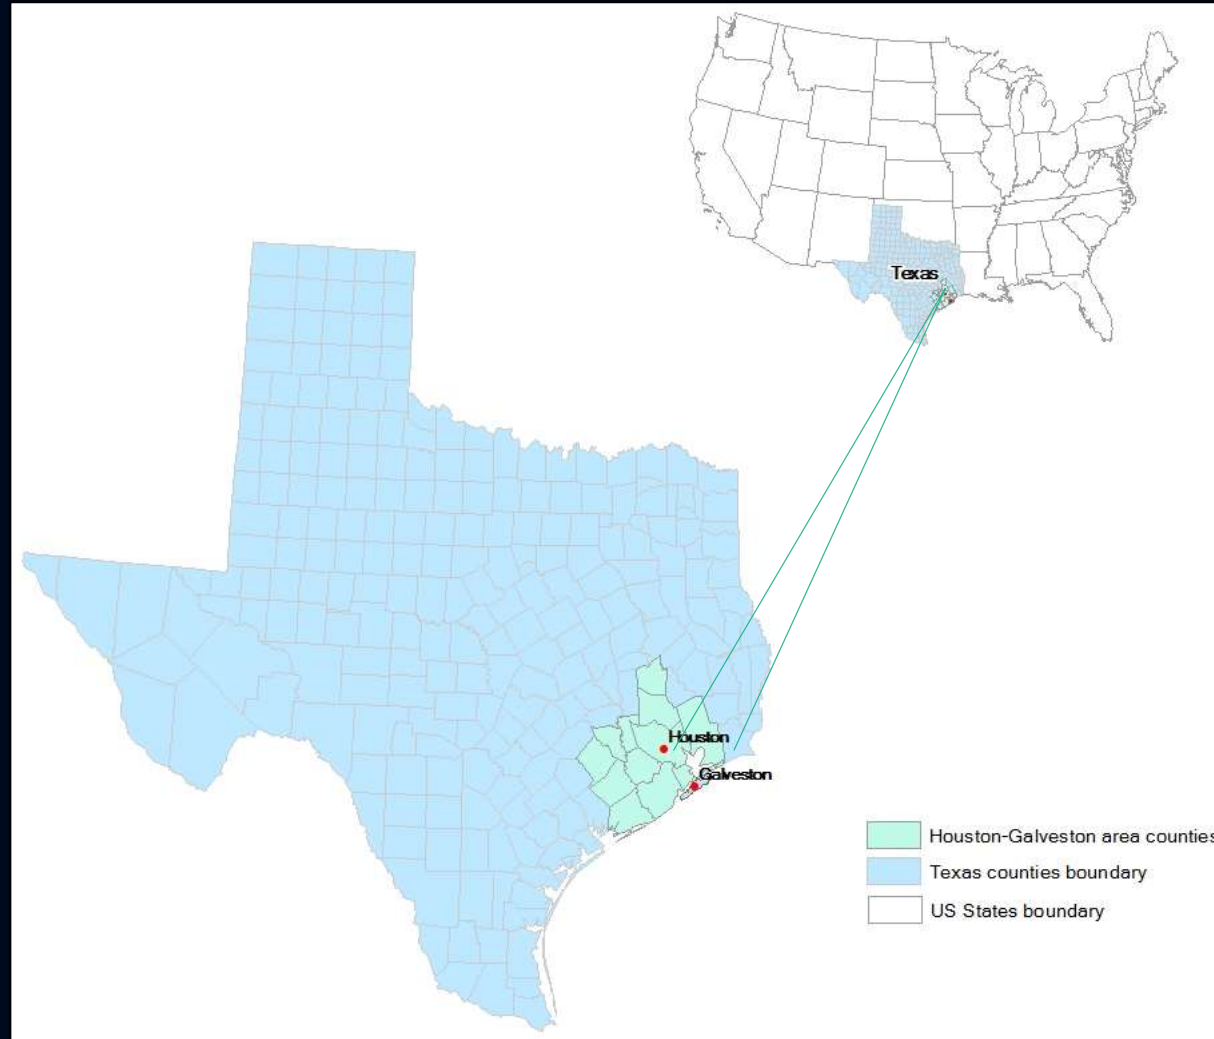 Texas
Houston
Galveston
Houston-Galveston area counties
Texas counties boundary
US States boundary